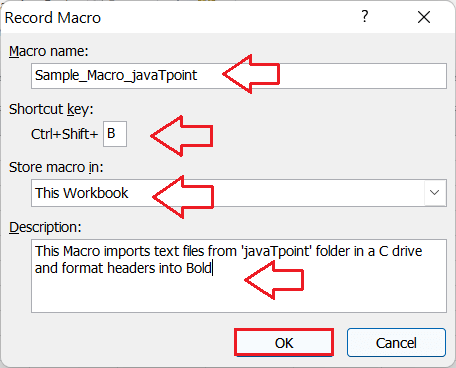 Record Macro ? ×
Macro name:
Sample_Macro_javaTpoint
Shortcut key:
Ctrl+Shift+ B
Store macro in:
This Workbook
Description:
This Macro imports text files from 'javaTpoint' folder in a C drive
and format headers into Bold
OK Cancel